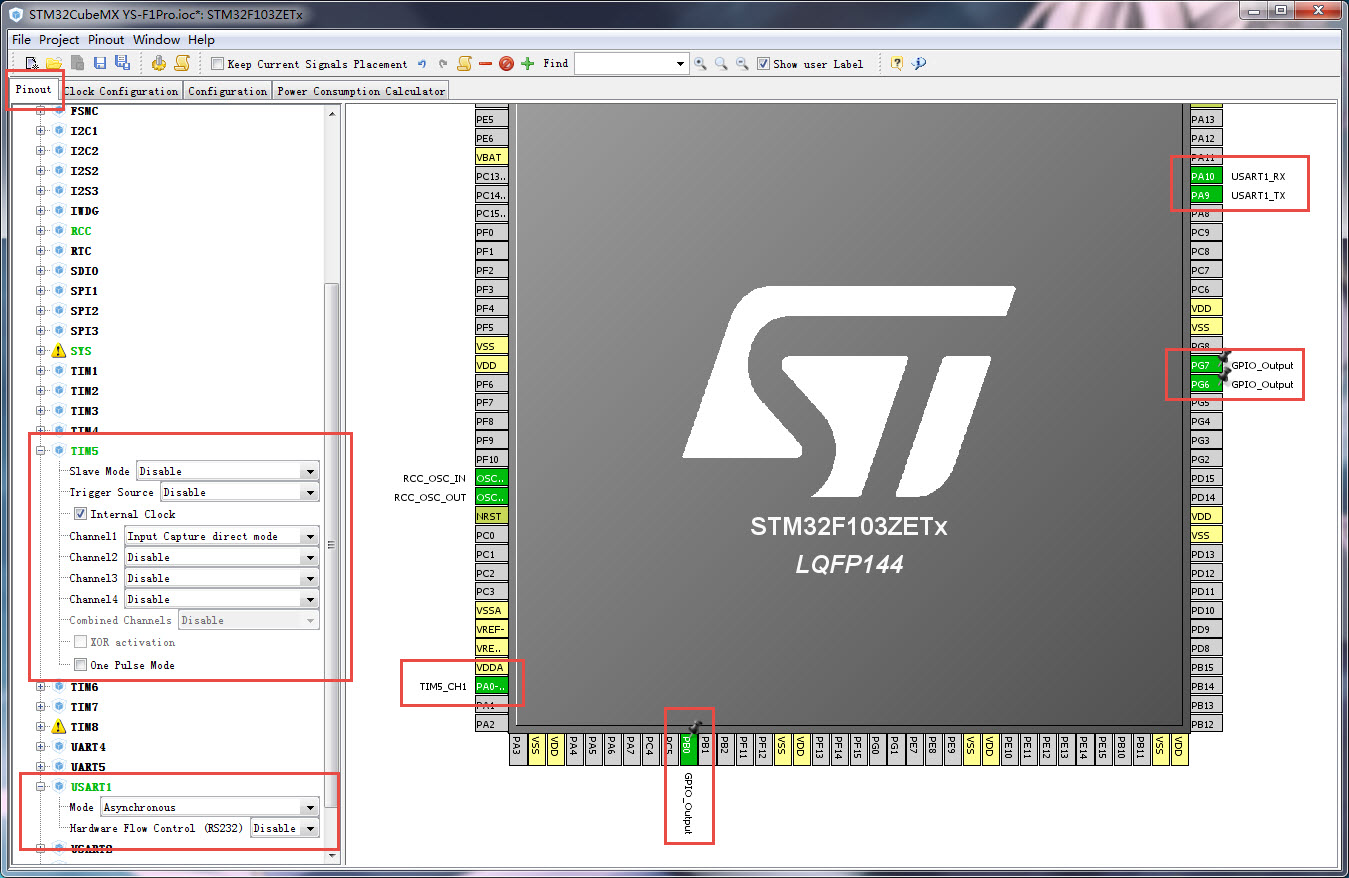 STM32CubeMX YS-F1Pro.ioc*: STM32F103ZETx
File Project Pinout Window Help
Keep Current Signals Placement Find Show user Label
Pinout Clock Configuration Configuration Power Consumption Calculator
FSMC
I2C1
I2C2
I2S2
I2S3
IWDG
RCC
RTC
SDIO
SPI1
SPI2
SPI3
SYS
TIM1
TIM2
TIM3
TIM4
TIM5
Slave Mode Disable
Trigger Source Disable
Internal Clock
Channel1 Input Capture direct mode
Channel2 Disable
Channel3 Disable
Channel4 Disable
Combined Channels Disable
XOR activation
One Pulse Mode
TIM6
TIM7
TIM8
UART4
UART5
USART1
Mode Asynchronous
Hardware Flow Control (RS232) Disable
USART2
PE5
PE6
VBAT
PC13..
PC14..
PC15..
PF0
PF1
PF2
PF3
PF4
PF5
VSS
VDD
PF6
PF7
PF8
PF9
PF10
RCC_OSC_IN OSC..
RCC_OSC_OUT OSC..
NRST
PC0
PC1
PC2
PC3
VSSA
VREF-
VRE..
VDDA
TIM5_CH1 PA0-..
PA1
PA2
ST
STM32F103ZETx
LQFP144
PA13
PA12
PA11
PA10 USART1_RX
PA9 USART1_TX
PA8
PC9
PC8
PC7
PC6
VDD
VSS
PG8
PG7 GPIO_Output
PG6 GPIO_Output
PG5
PG4
PG3
PG2
PD15
PD14
VDD
VSS
PD13
PD12
PD11
PD10
PD9
PD8
PB15
PB14
PB13
PB12
PA3 VSS VDD PA4 PA5 PA6 PA7 PC4 PC5 PB0 PB1 PB2 PF11 PF12 VSS VDD PF13 PF14 PF15 PG0 PG1 PE7 PE8 PE9 VSS VDD PE10 PE11 PE12 PE13 PE14 PE15 PB10 PB11 VSS VDD
GPIO_Output